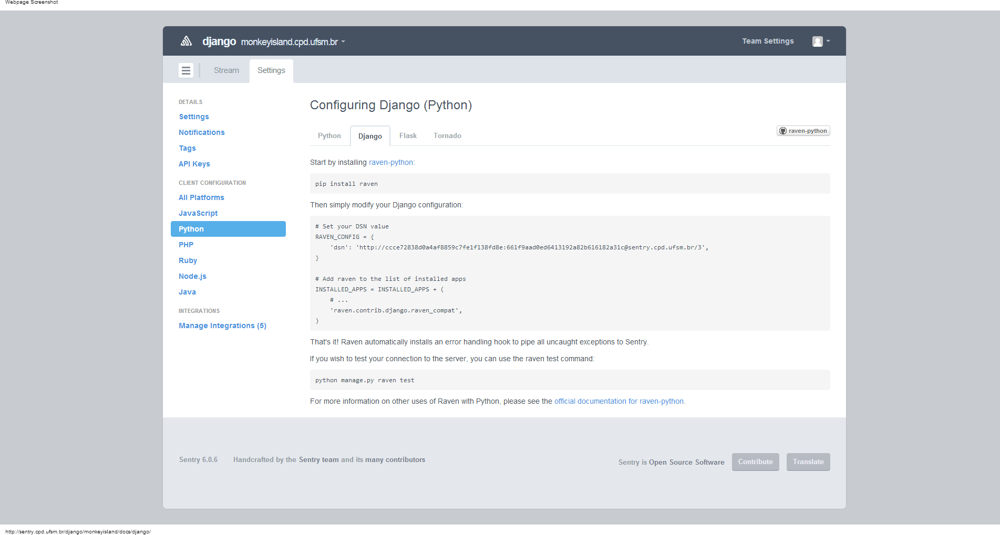 Webpage Screenshot
django monkeyisland.cpd.ufsm.br
Team Settings
Stream
Settings
DETAILS
Settings
Notifications
Tags
API Keys
CLIENT CONFIGURATION
All Platforms
JavaScript
Python
PHP
Ruby
Node.js
Java
INTEGRATIONS
Manage Integrations (5)
Configuring Django (Python)
Python Django Flask Tornado
raven-python
Start by installing raven-python:
pip install raven
Then simply modify your Django configuration:
# Set your DSN value
RAVEN_CONFIG = {
    'dsn': 'http://ccce72838d0a4af8859c7fe1f138fd8e:661f9aad0ed6413192a82b616182a31c@sentry.cpd.ufsm.br/3',
}
# Add raven to the list of installed apps
INSTALLED_APPS = INSTALLED_APPS + (
    # ...
    'raven.contrib.django.raven_compat',
)
That's it! Raven automatically installs an error handling hook to pipe all uncaught exceptions to Sentry.
If you wish to test your connection to the server, you can use the raven test command:
python manage.py raven test
For more information on other uses of Raven with Python, please see the official documentation for raven-python.
Sentry 6.0.6 Handcrafted by the Sentry team and its many contributors
Sentry is Open Source Software Contribute Translate
http://sentry.cpd.ufsm.br/django/monkeyisland/docs/django/